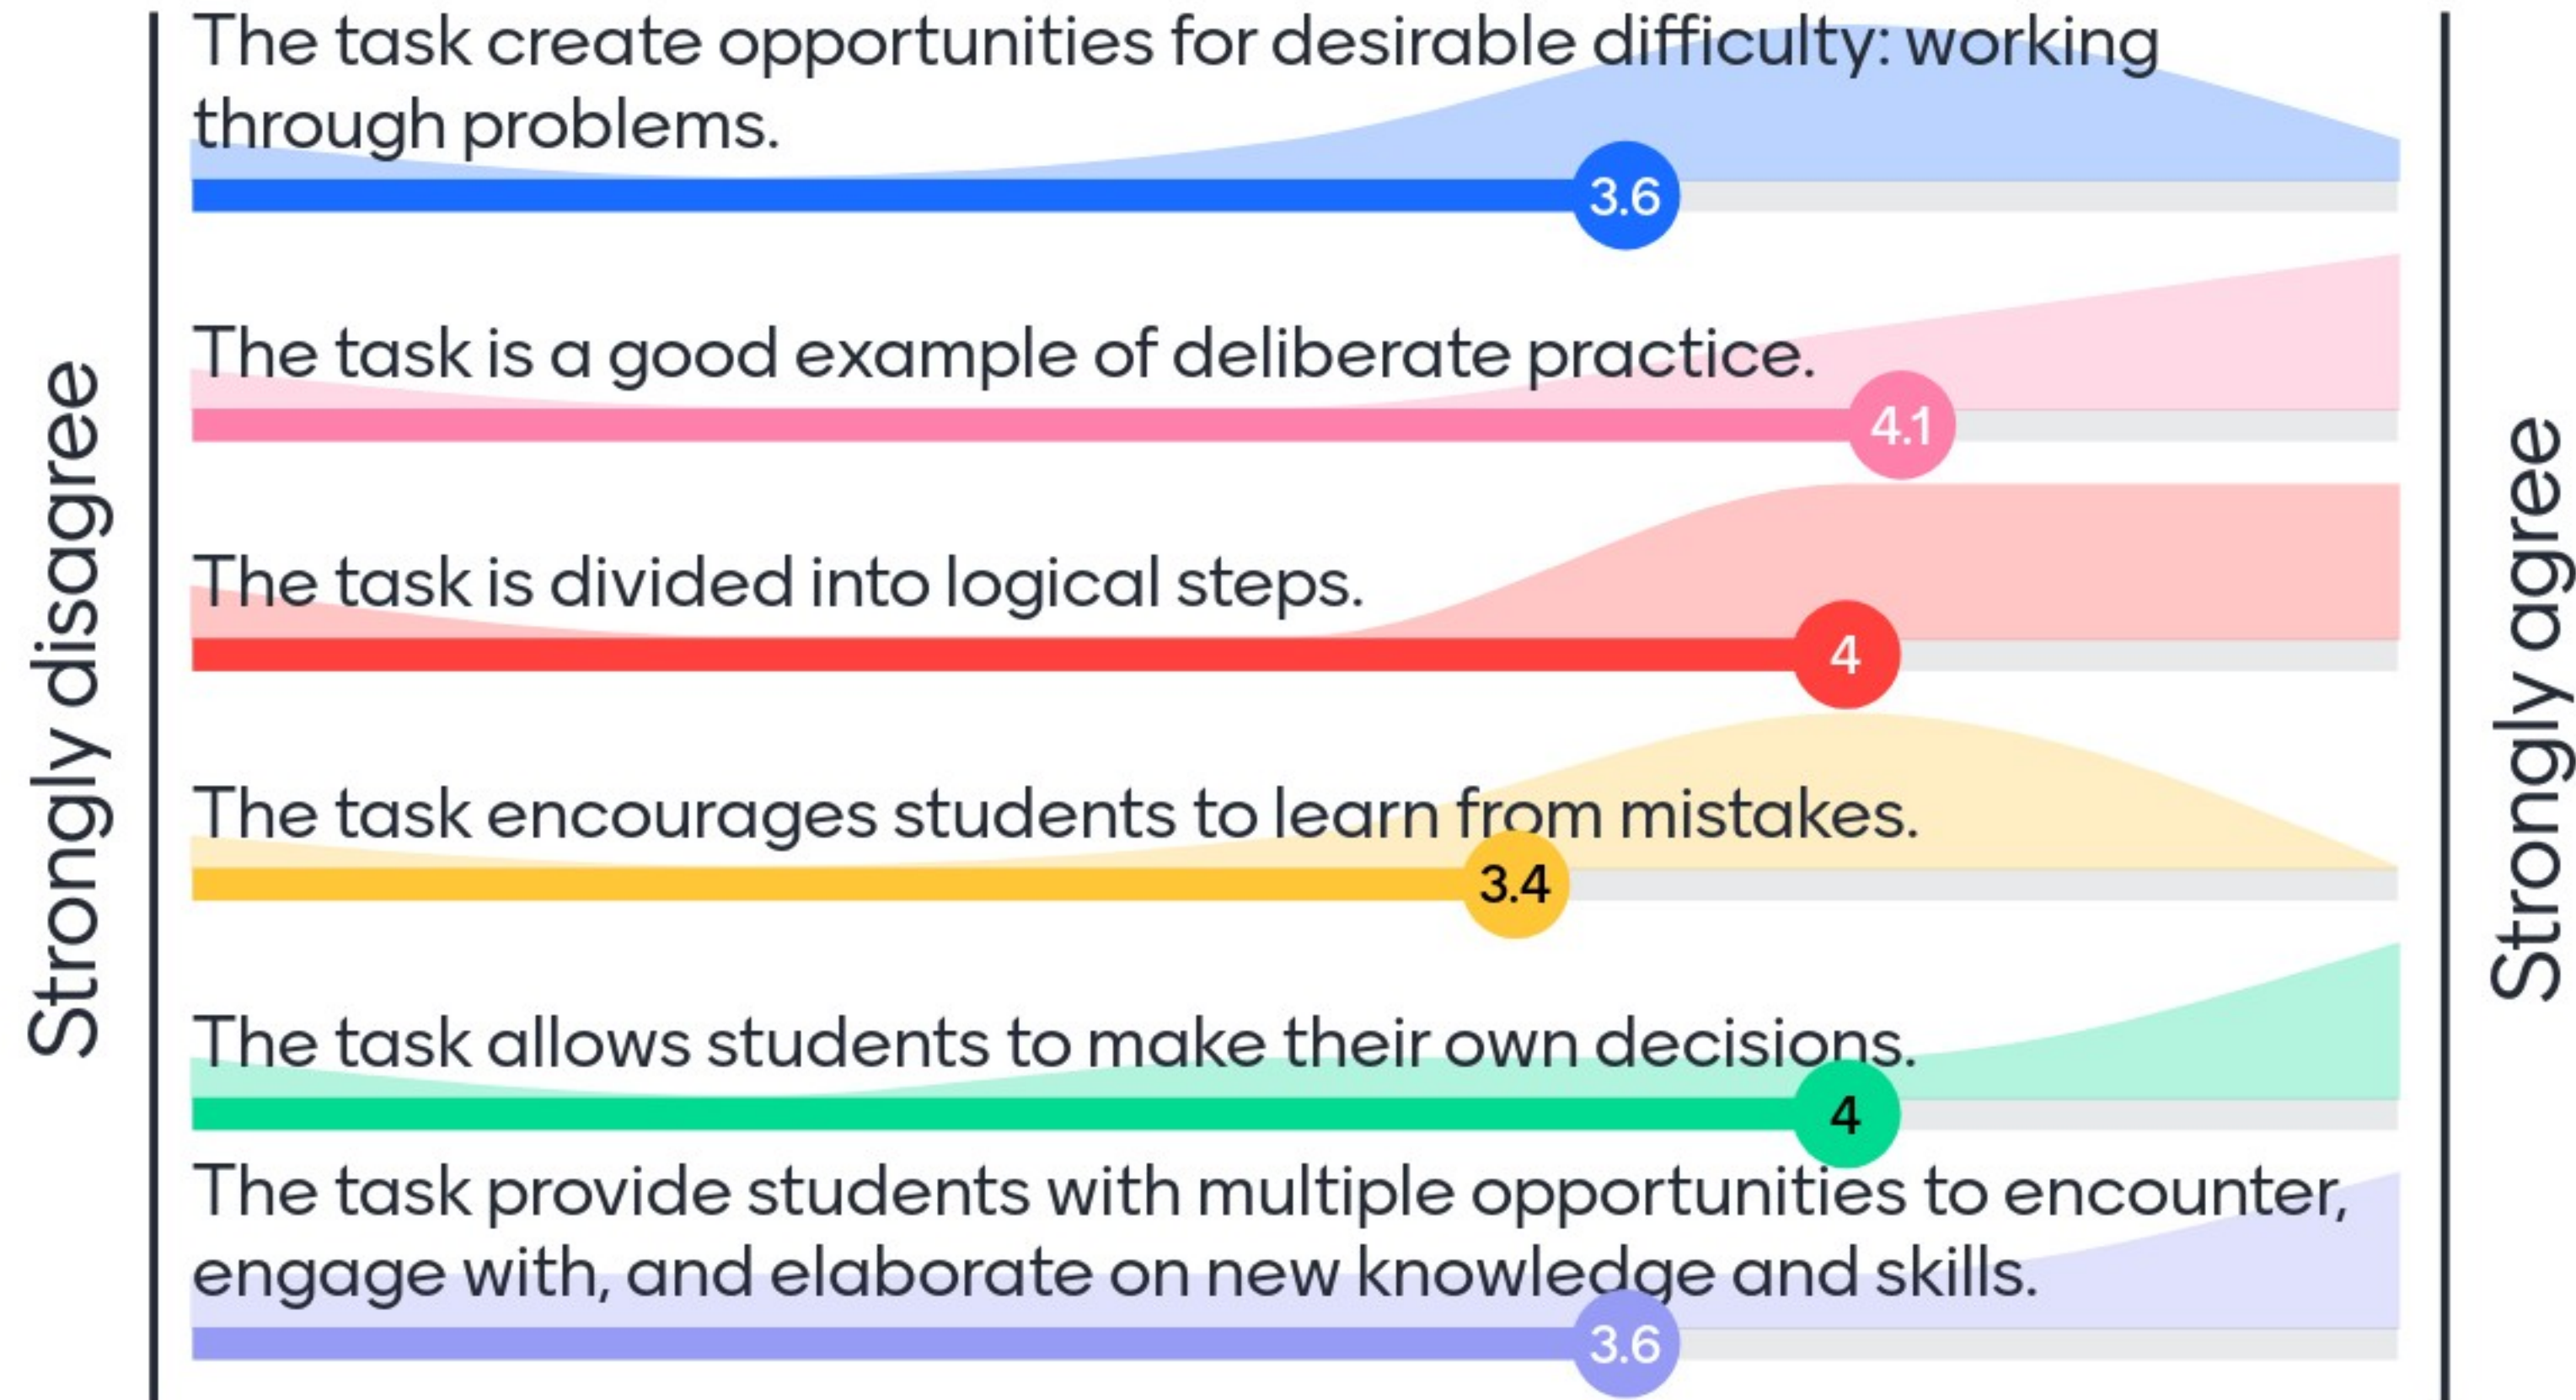 The task create opportunities for desirable difficulty: working
through problems.
3.6
The task is a good example of deliberate practice.
4.1
The task is divided into logical steps.
4
The task encourages students to learn from mistakes.
3.4
The task allows students to make their own decisions.
4
The task provide students with multiple opportunities to encounter,
engage with, and elaborate on new knowledge and skills.
3.6
Strongly disagree
Strongly agree